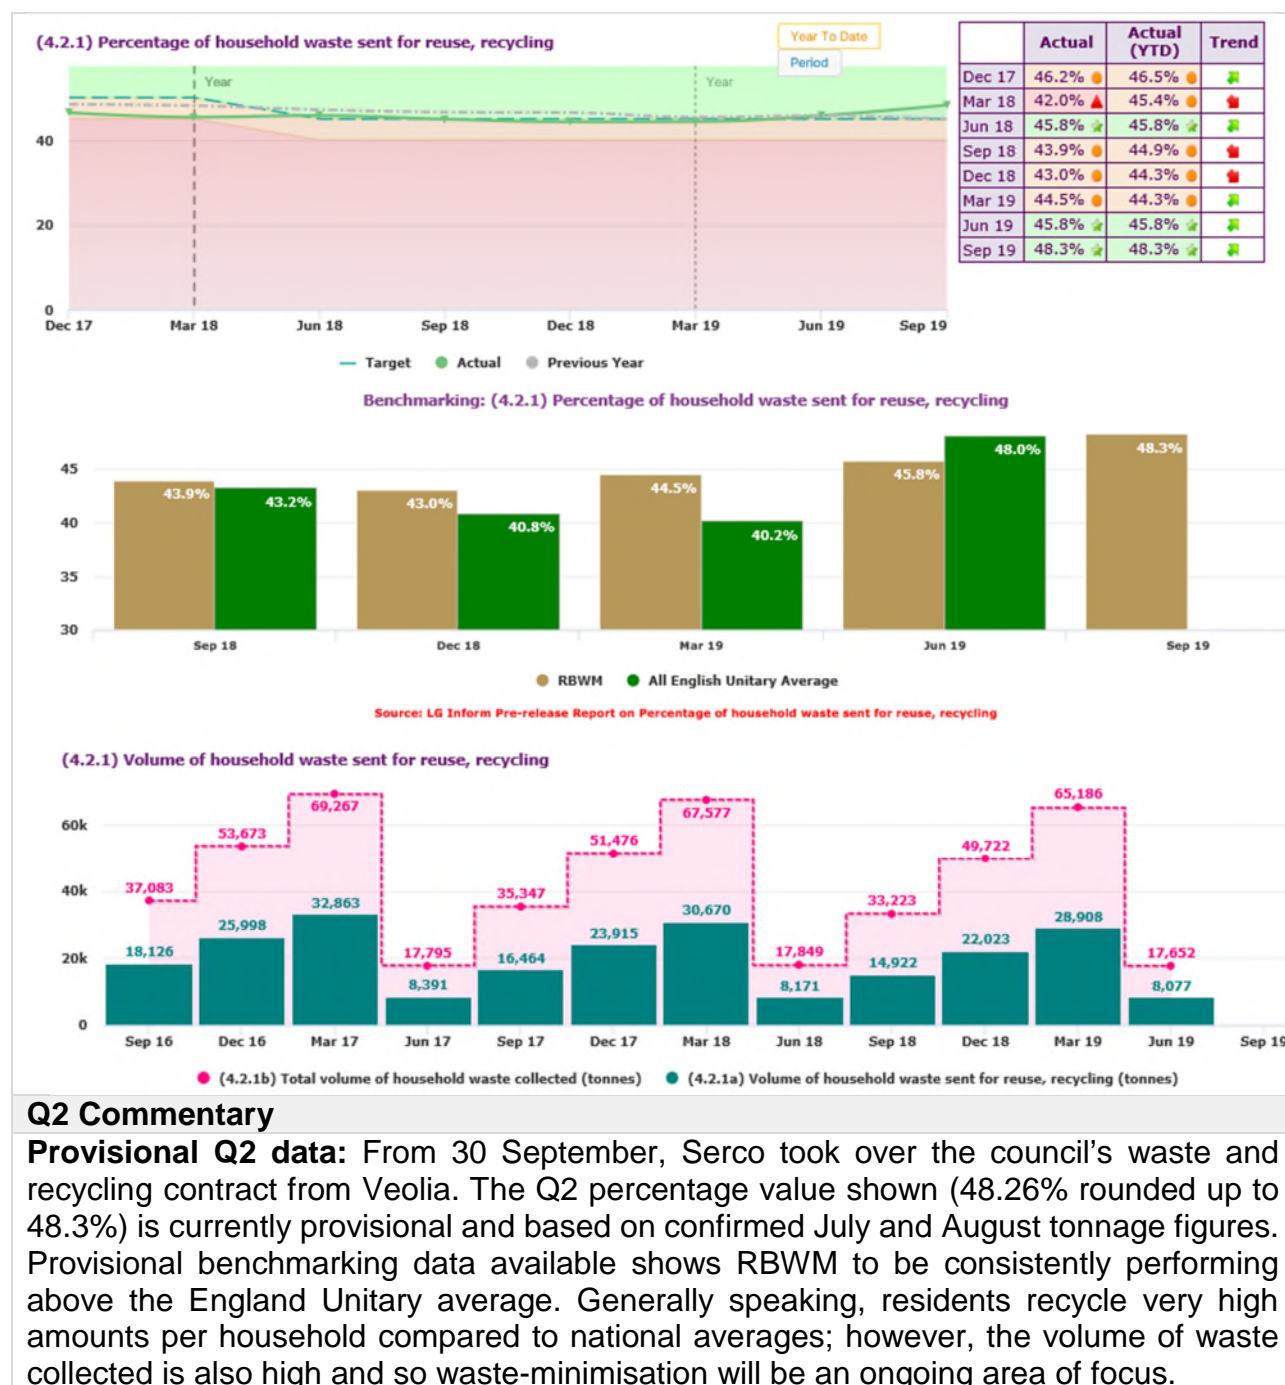 (4.2.1) Percentage of household waste sent for reuse, recycling
Year To Date
Period
Year
Year
40
20
0
Dec 17 Mar 18 Jun 18 Sep 18 Dec 18 Mar 19 Jun 19 Sep 19
Target Actual Previous Year
Actual Actual (YTD) Trend
Dec 17 46.2% 46.5%
Mar 18 42.0% 45.4%
Jun 18 45.8% 45.8%
Sep 18 43.9% 44.9%
Dec 18 43.0% 44.3%
Mar 19 44.5% 44.3%
Jun 19 45.8% 45.8%
Sep 19 48.3% 48.3%
Benchmarking: (4.2.1) Percentage of household waste sent for reuse, recycling
45
40
35
30
43.9% 43.2% 43.0% 40.8% 44.5% 40.2% 45.8% 48.0% 48.3%
Sep 18 Dec 18 Mar 19 Jun 19 Sep 19
RBWM All English Unitary Average
Source: LG Inform Pre-release Report on Percentage of household waste sent for reuse, recycling
(4.2.1) Volume of household waste sent for reuse, recycling
60k
40k
20k
0
37,083 53,673 69,267 17,795 35,347 51,476 67,577 17,849 33,223 49,722 65,186 17,652
18,126 25,998 32,863 8,391 16,464 23,915 30,670 8,171 14,922 22,023 28,908 8,077
Sep 16 Dec 16 Mar 17 Jun 17 Sep 17 Dec 17 Mar 18 Jun 18 Sep 18 Dec 18 Mar 19 Jun 19 Sep 19
(4.2.1b) Total volume of household waste collected (tonnes) (4.2.1a) Volume of household waste sent for reuse, recycling (tonnes)
Q2 Commentary
Provisional Q2 data: From 30 September, Serco took over the council’s waste and
recycling contract from Veolia. The Q2 percentage value shown (48.26% rounded up to
48.3%) is currently provisional and based on confirmed July and August tonnage figures.
Provisional benchmarking data available shows RBWM to be consistently performing
above the England Unitary average. Generally speaking, residents recycle very high
amounts per household compared to national averages; however, the volume of waste
collected is also high and so waste-minimisation will be an ongoing area of focus.